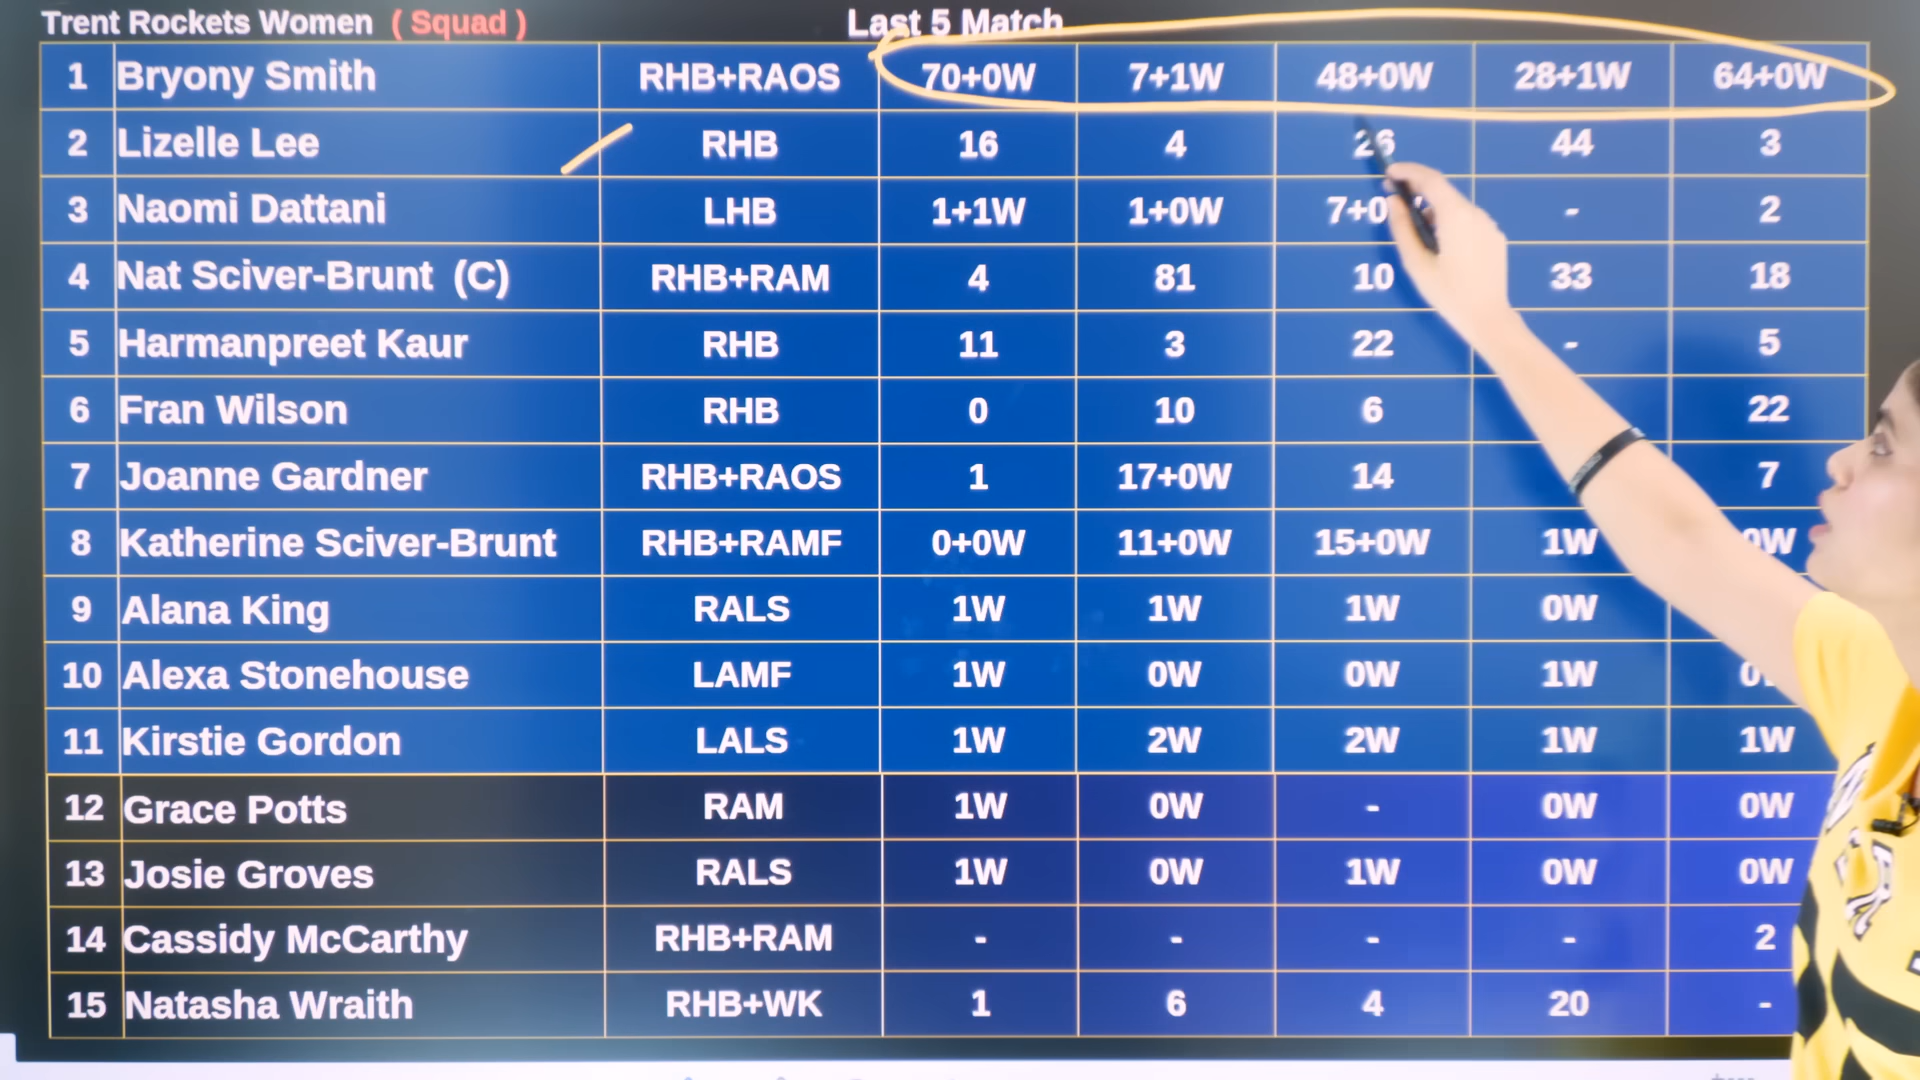 Trent Rockets Women ( Squad ) Last 5 Match
1 Bryony Smith RHB+RAOS 70+0W 7+1W 48+0W 28+1W 64+0W
2 Lizelle Lee RHB 16 4 26 44 3
3 Naomi Dattani LHB 1+1W 1+0W 7+0 - 2
4 Nat Sciver-Brunt (C) RHB+RAM 4 81 10 33 18
5 Harmanpreet Kaur RHB 11 3 22 - 5
6 Fran Wilson RHB 0 10 6 22
7 Joanne Gardner RHB+RAOS 1 17+0W 14 7
8 Katherine Sciver-Brunt RHB+RAMF 0+0W 11+0W 15+0W 1W 0W
9 Alana King RALS 1W 1W 1W 0W
10 Alexa Stonehouse LAMF 1W 0W 0W 1W
11 Kirstie Gordon LALS 1W 2W 2W 1W 1W
12 Grace Potts RAM 1W 0W - 0W 0W
13 Josie Groves RALS 1W 0W 1W 0W 0W
14 Cassidy McCarthy RHB+RAM - - - - 2
15 Natasha Wraith RHB+WK 1 6 4 20 -